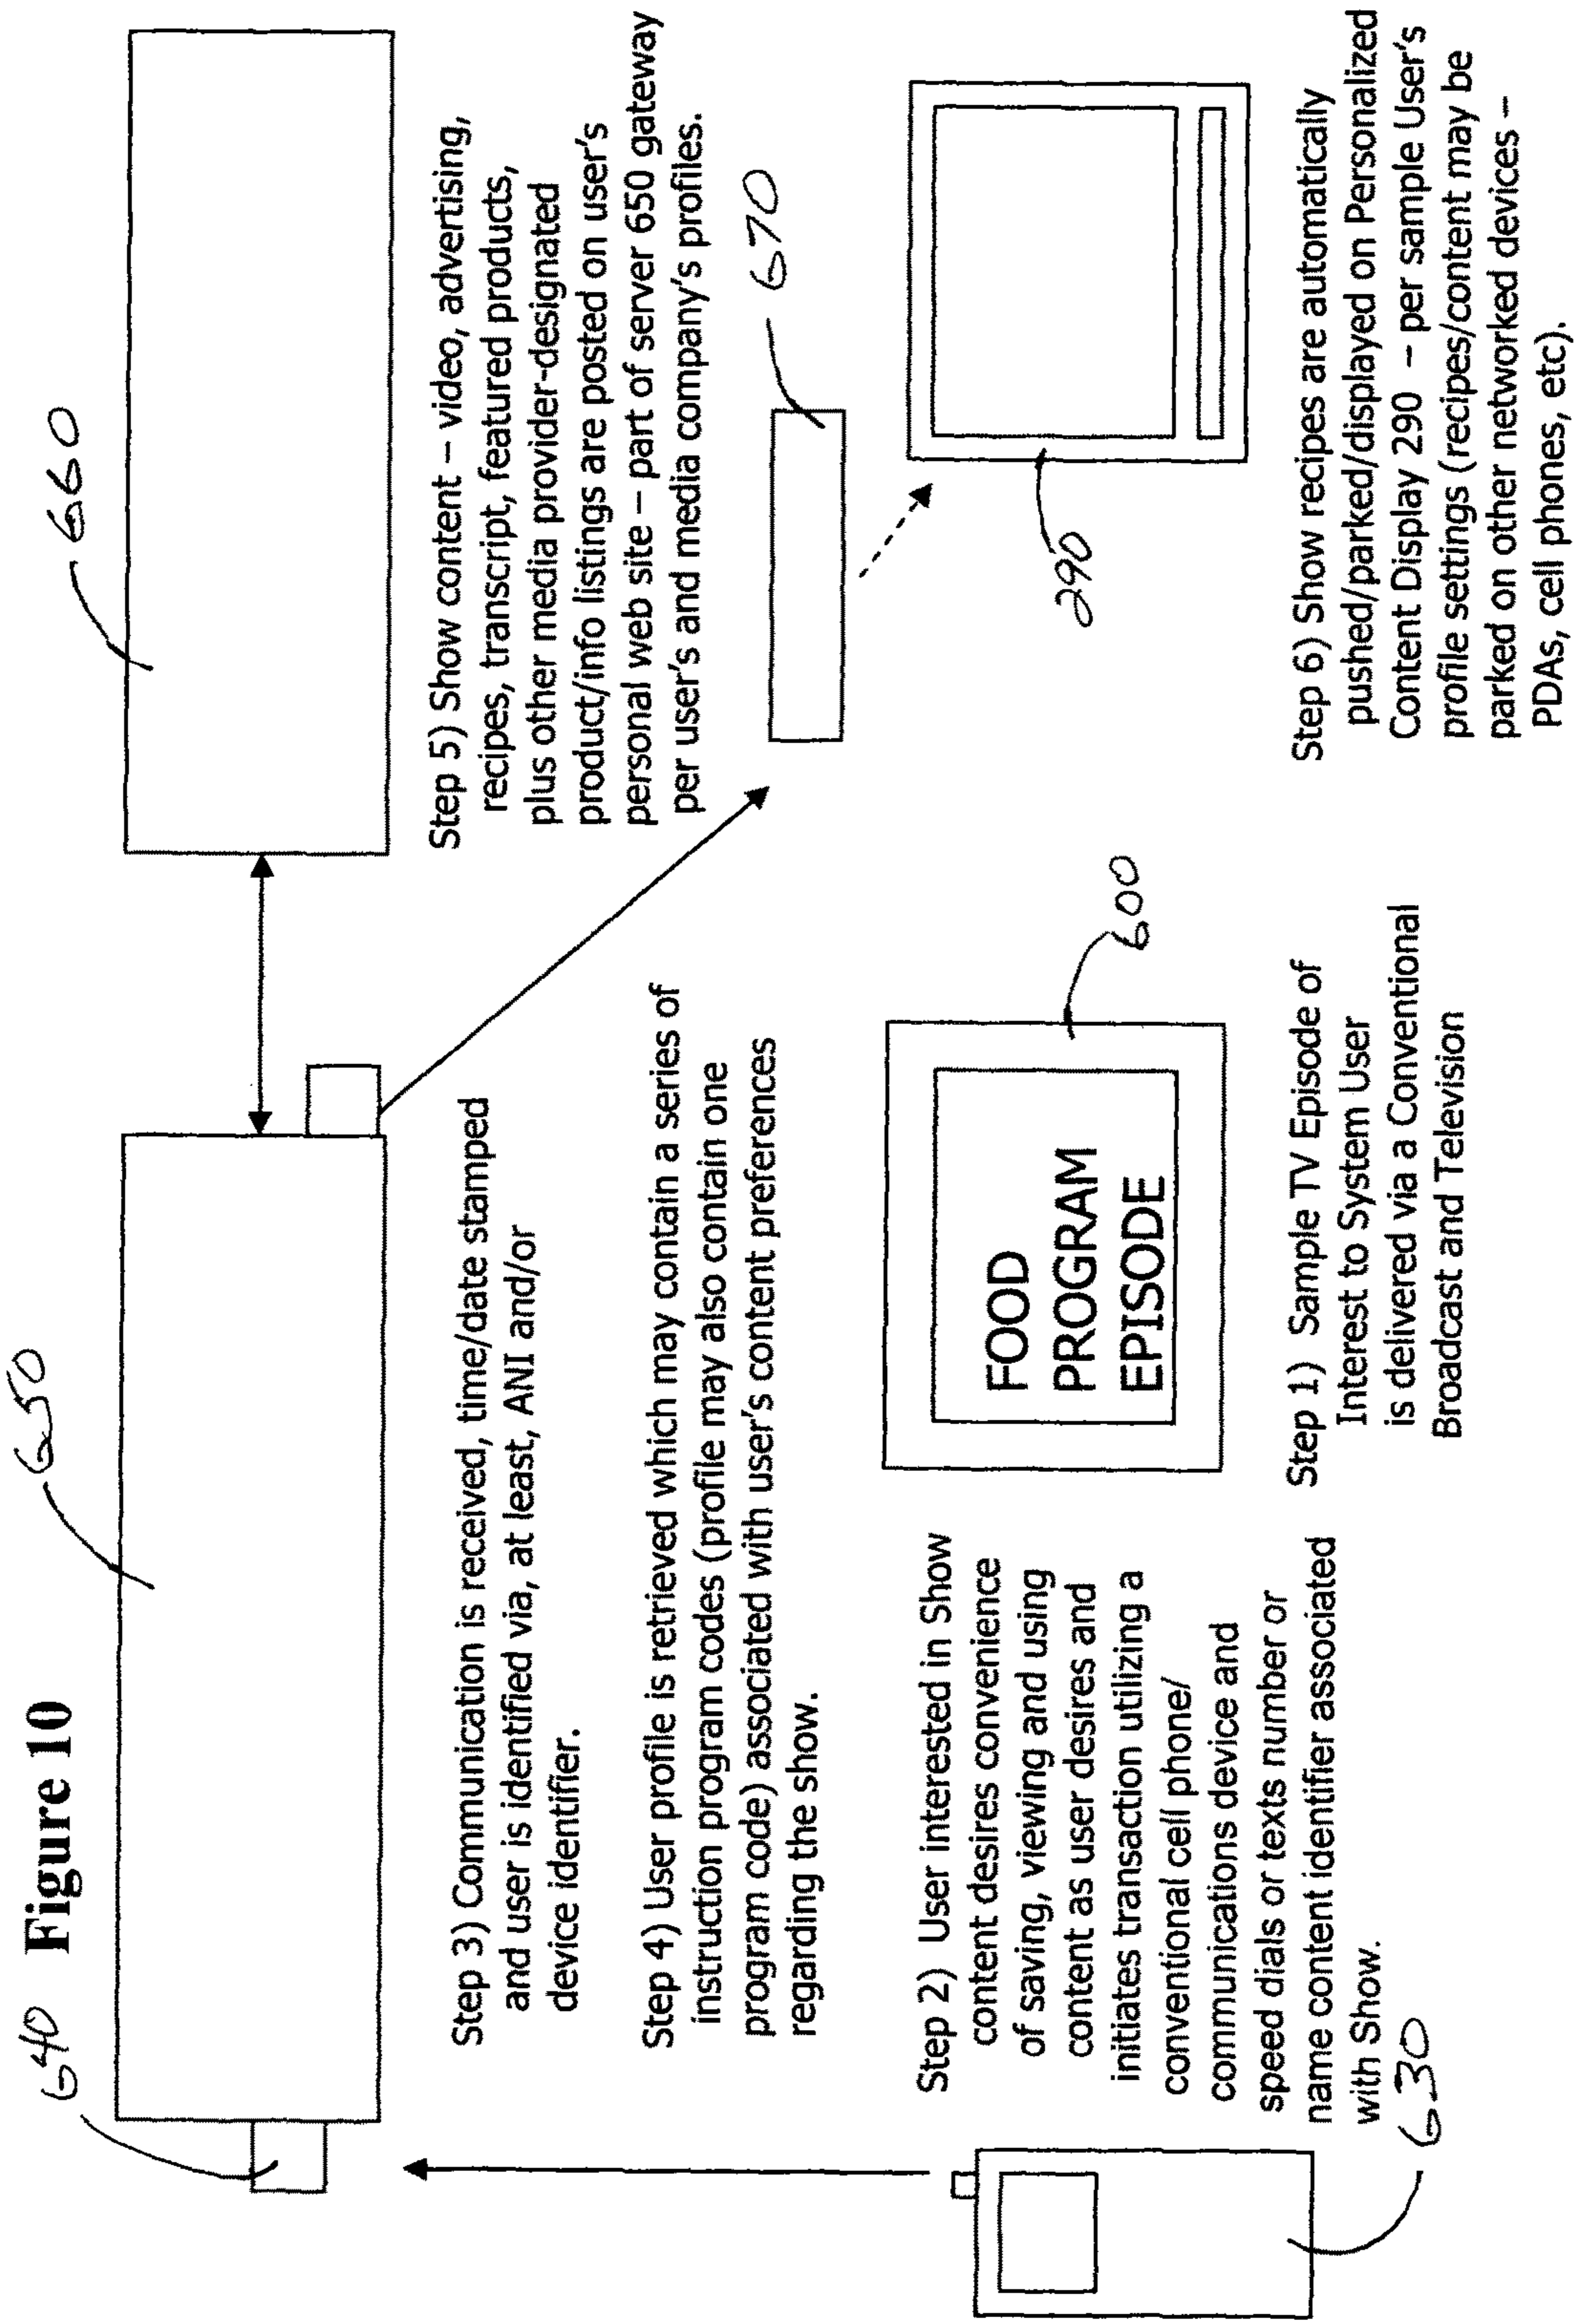 Figure 10
640
650
660
Step 3) Communication is received, time/date stamped
and user is identified via, at least, ANI and/or
device identifier.
Step 4) User profile is retrieved which may contain a series of
instruction program codes (profile may also contain one
program code) associated with user's content preferences
regarding the show.
Step 5) Show content – video, advertising,
recipes, transcript, featured products,
plus other media provider-designated
product/info listings are posted on user's
personal web site – part of server 650 gateway
per user's and media company's profiles.
670
630
Step 2) User interested in Show
content desires convenience
of saving, viewing and using
content as user desires and
initiates transaction utilizing a
conventional cell phone/
communications device and
speed dials or texts number or
name content identifier associated
with Show.
FOOD
PROGRAM
EPISODE
600
Step 1) Sample TV Episode of
Interest to System User
is delivered via a Conventional
Broadcast and Television
290
Step 6) Show recipes are automatically
pushed/parked/displayed on Personalized
Content Display 290 – per sample User's
profile settings (recipes/content may be
parked on other networked devices –
PDAs, cell phones, etc).